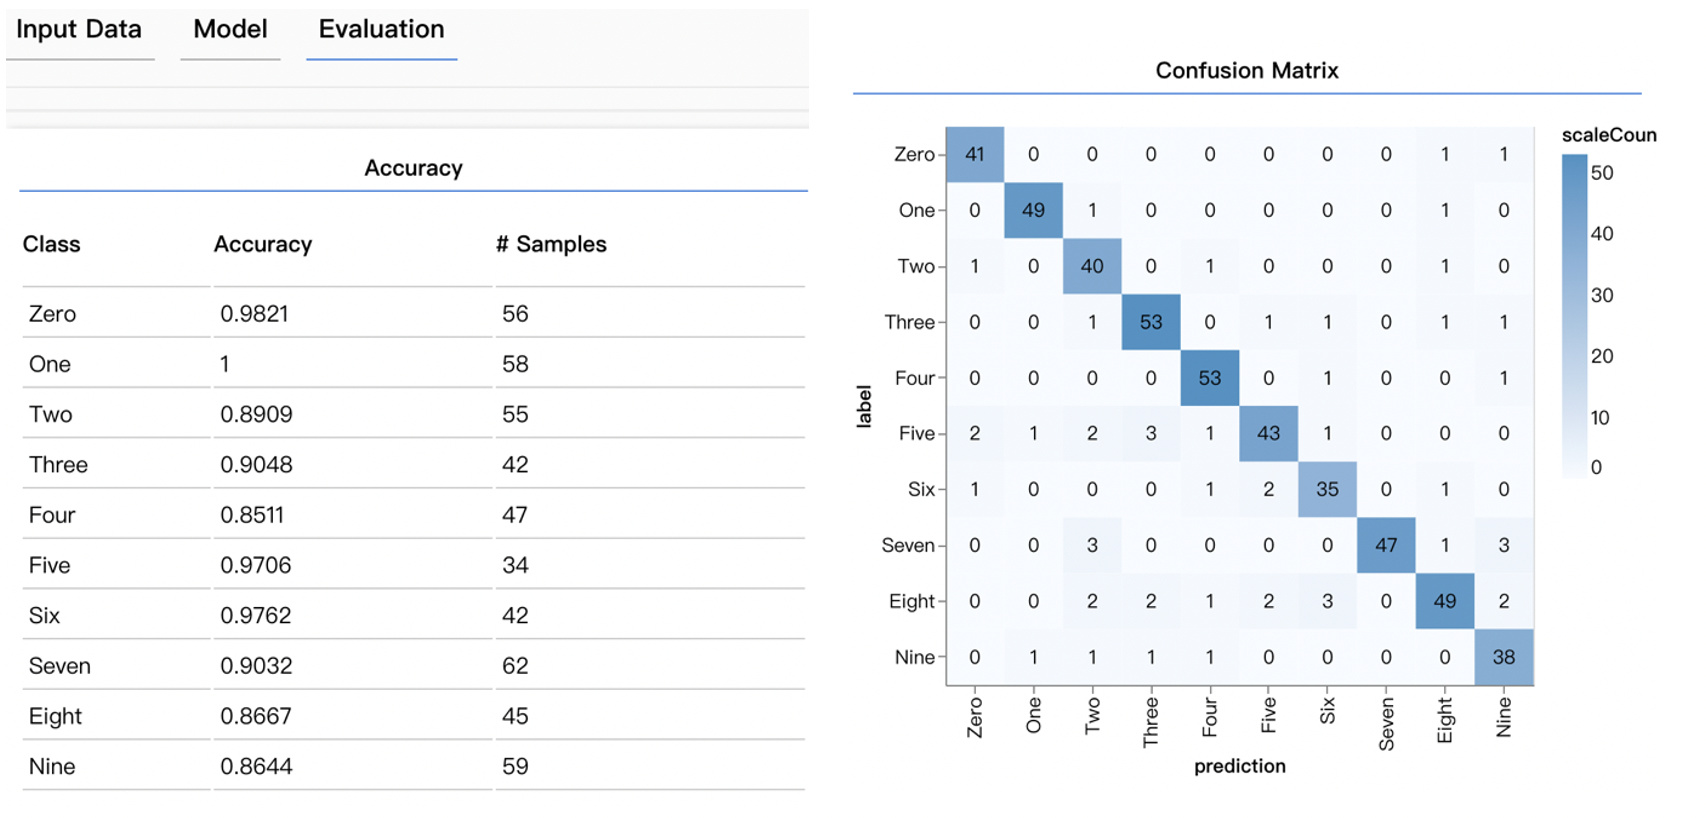 Input Data Model Evaluation
Accuracy
Class Accuracy # Samples
Zero 0.9821 56
One 1 58
Two 0.8909 55
Three 0.9048 42
Four 0.8511 47
Five 0.9706 34
Six 0.9762 42
Seven 0.9032 62
Eight 0.8667 45
Nine 0.8644 59
Confusion Matrix
Zero 41 0 0 0 0 0 0 0 1 1
One 0 49 1 0 0 0 0 0 1 0
Two 1 0 40 0 1 0 0 0 1 0
Three 0 0 1 53 0 1 1 0 1 1
Four 0 0 0 0 53 0 1 0 0 1
Five 2 1 2 3 1 43 1 0 0 0
Six 1 0 0 0 1 2 35 0 1 0
Seven 0 0 3 0 0 0 0 47 1 3
Eight 0 0 2 2 1 2 3 0 49 2
Nine 0 1 1 1 1 0 0 0 0 38
label
Zero One Two Three Four Five Six Seven Eight Nine
prediction
scaleCoun
50
40
30
20
10
0